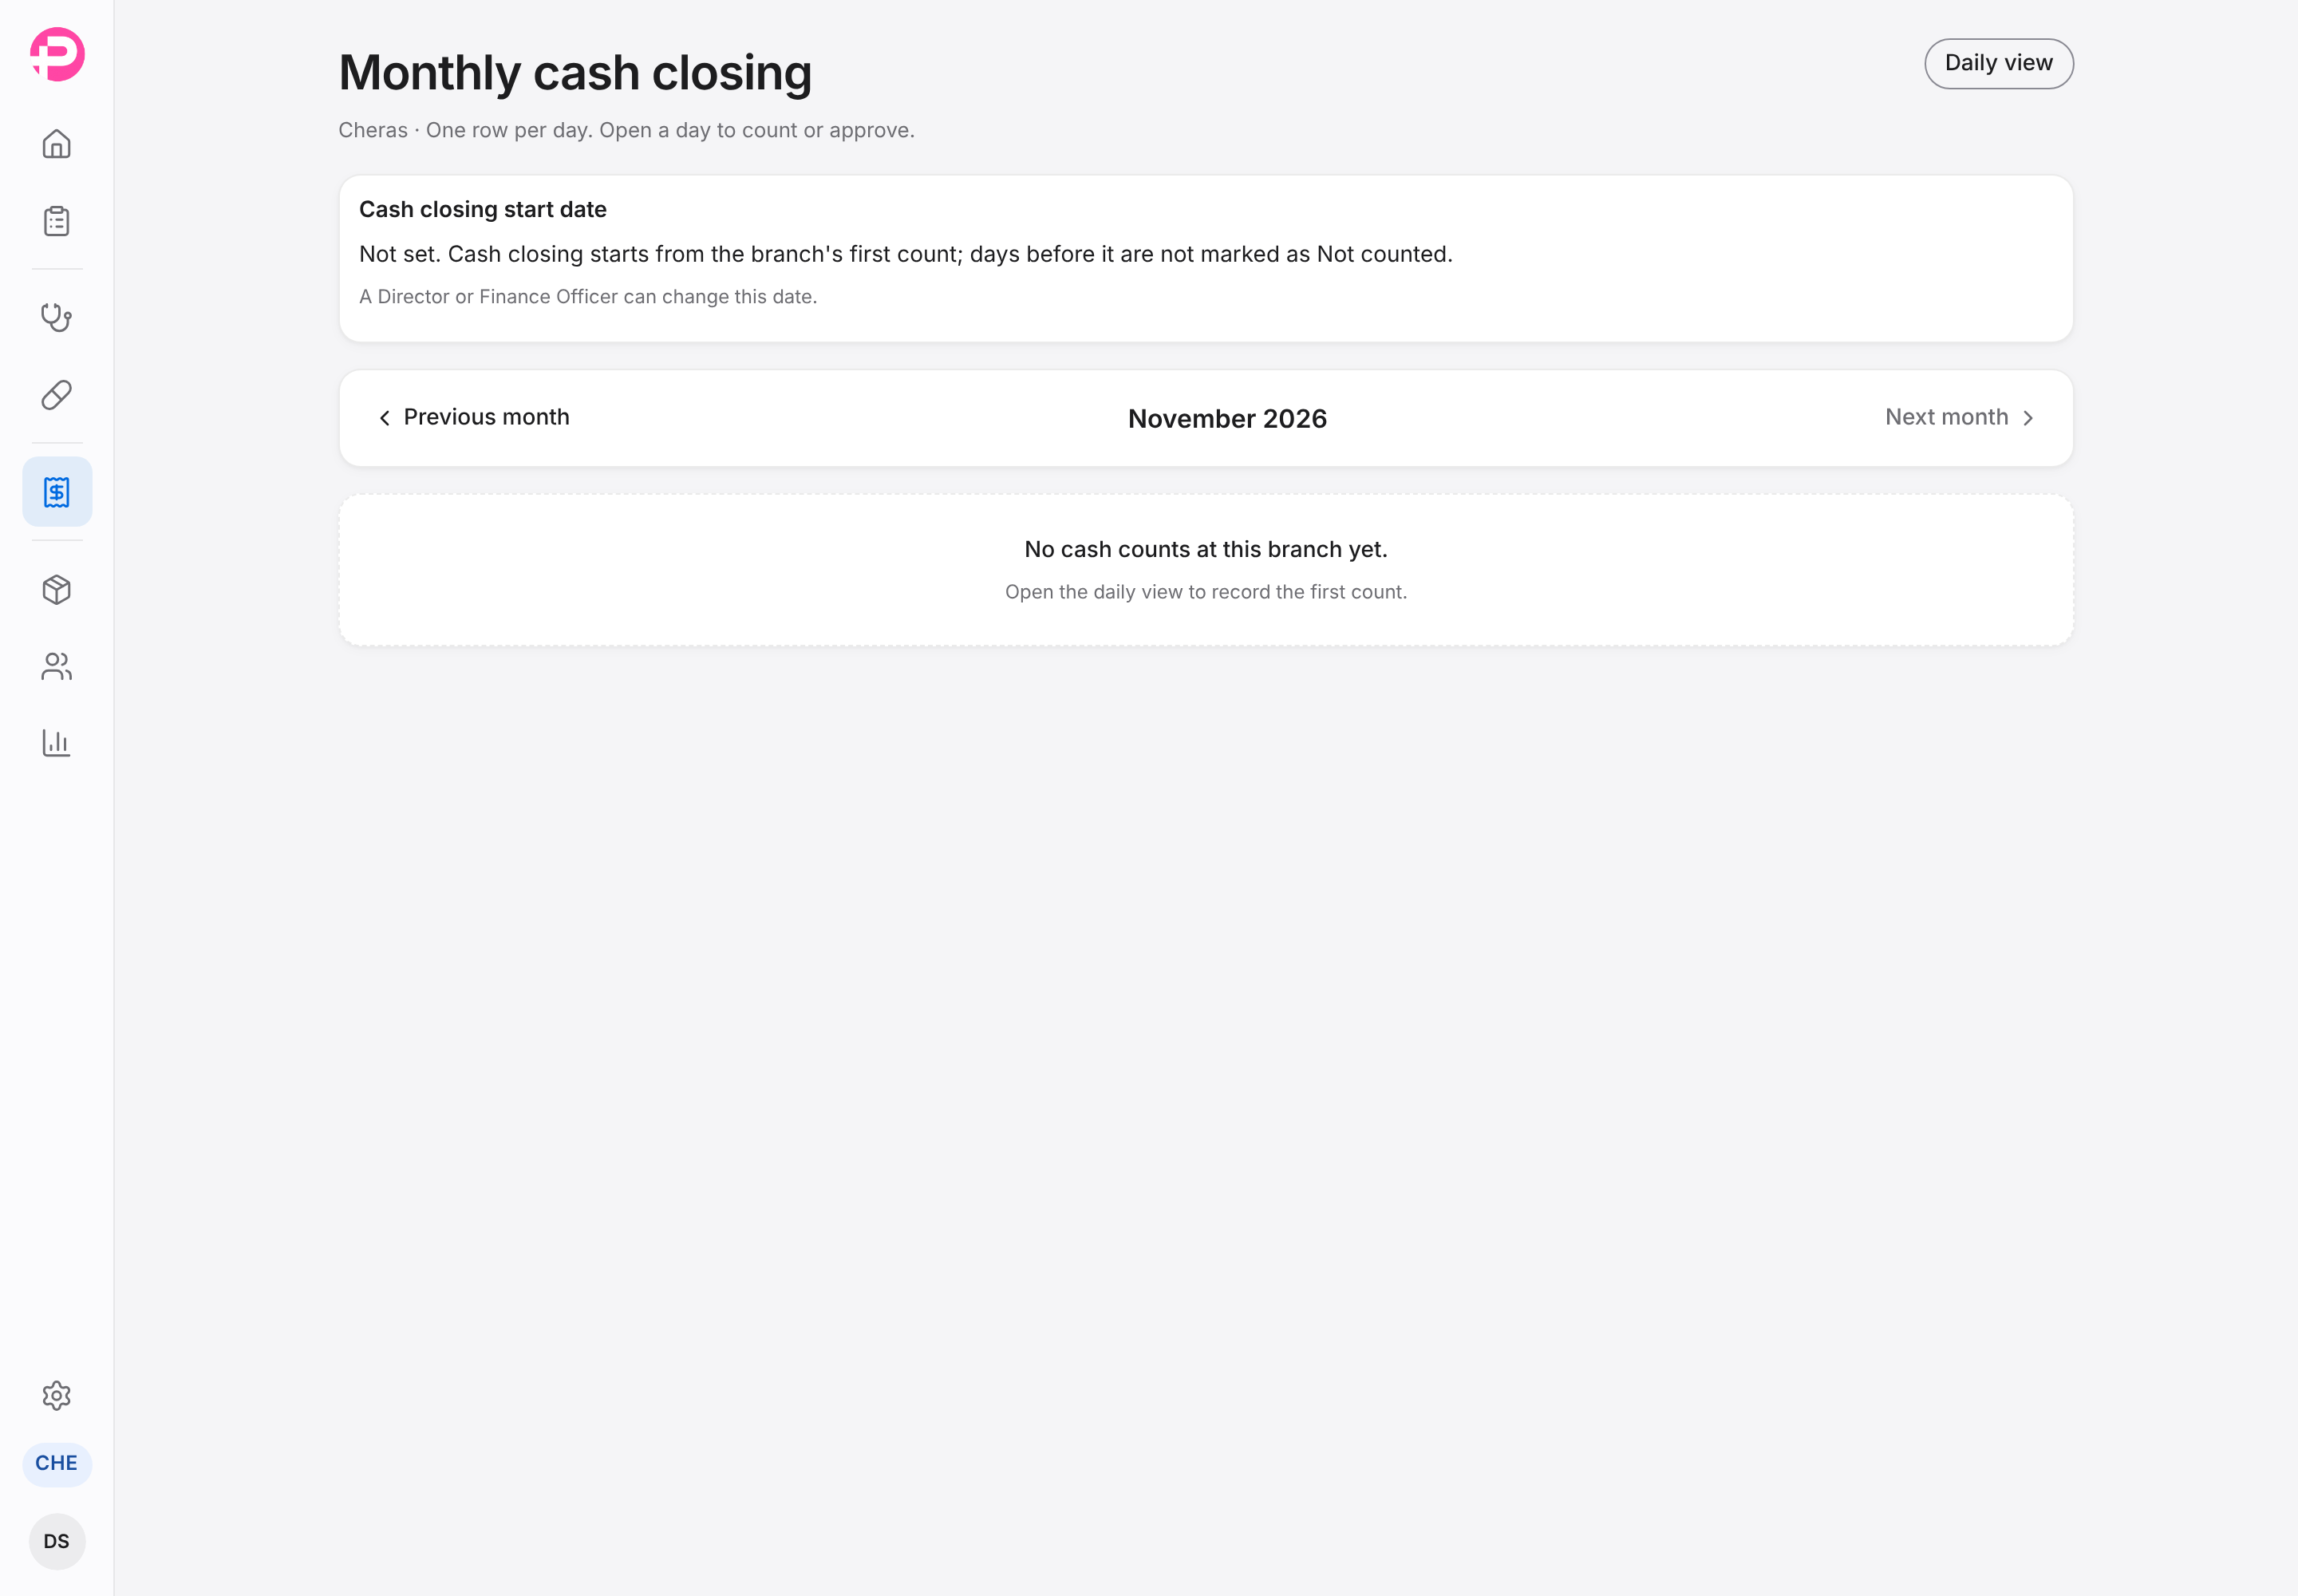 Monthly cash closing
Daily view
Cheras · One row per day. Open a day to count or approve.
Cash closing start date
Not set. Cash closing starts from the branch's first count; days before it are not marked as Not counted.
A Director or Finance Officer can change this date.
Previous month
November 2026
Next month
No cash counts at this branch yet.
Open the daily view to record the first count.
CHE
DS